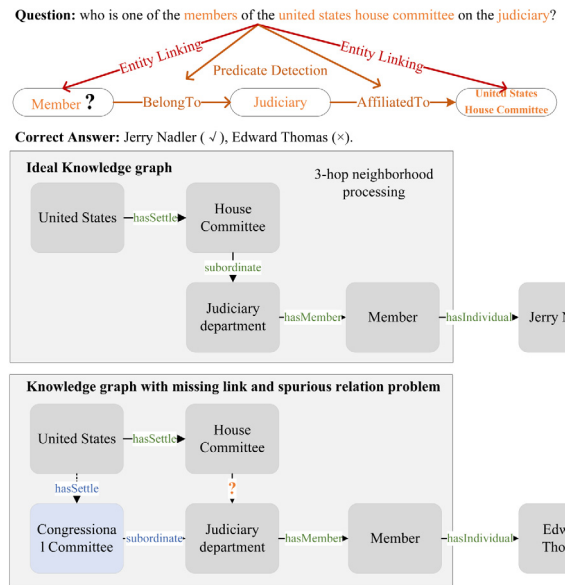 Question: who is one of the members of the united states house committee on the judiciary?
Entity Linking
Entity Linking
Predicate Detection
Member ?
BelongTo
Judiciary
AffiliatedTo
United States
House Committee
Correct Answer: Jerry Nadler ( √ ), Edward Thomas (×).
Ideal Knowledge graph
3-hop neighborhood
processing
United States
hasSettle
House
Committee
subordinate
Judiciary
department
hasMember
Member
hasIndividual
Jerry N
Knowledge graph with missing link and spurious relation problem
United States
hasSettle
House
Committee
hasSettle
?
Congressiona
l Committee
subordinate
Judiciary
department
hasMember
Member
hasIndividual
Edw
Tho